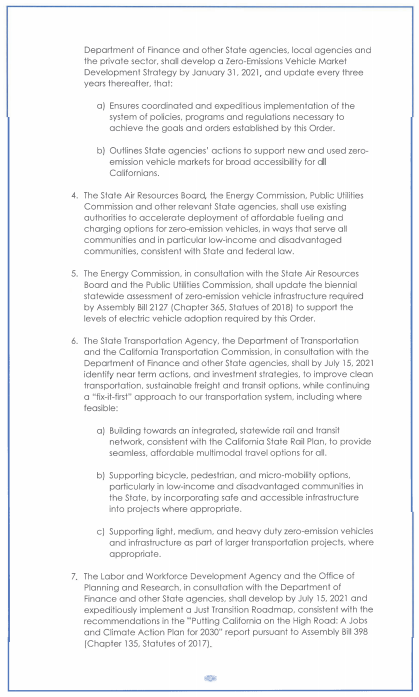 Department of Finance and other State agencies, local agencies and
the private sector, shall develop a Zero-Emissions Vehicle Market
Development Strategy by January 31, 2021, and update every three
years thereafter, that:
a) Ensures coordinated and expeditious implementation of the
system of policies, programs and regulations necessary to
achieve the goals and orders established by this Order.
b) Outlines State agencies' actions to support new and used zero-
emission vehicle markets for broad accessibility for all
Californians.
4. The State Air Resources Board, the Energy Commission, Public Utilities
Commission and other relevant State agencies, shall use existing
authorities to accelerate deployment of affordable fueling and
charging options for zero-emission vehicles, in ways that serve all
communities and in particular low-income and disadvantaged
communities, consistent with State and federal law.
5. The Energy Commission, in consultation with the State Air Resources
Board and the Public Utilities Commission, shall update the biennial
statewide assessment of zero-emission vehicle infrastructure required
by Assembly Bill 2127 (Chapter 365, Statues of 2018) to support the
levels of electric vehicle adoption required by this Order.
6. The State Transportation Agency, the Department of Transportation
and the California Transportation Commission, in consultation with the
Department of Finance and other State agencies, shall by July 15, 2021
identify near term actions, and investment strategies, to improve clean
transportation, sustainable freight and transit options, while continuing
a "fix-it-first" approach to our transportation system, including where
feasible:
a) Building towards an integrated, statewide rail and transit
network, consistent with the California State Rail Plan, to provide
seamless, affordable multimodal travel options for all.
b) Supporting bicycle, pedestrian, and micro-mobility options,
particularly in low-income and disadvantaged communities in
the State, by incorporating safe and accessible infrastructure
into projects where appropriate.
c) Supporting light, medium, and heavy duty zero-emission vehicles
and infrastructure as part of larger transportation projects, where
appropriate.
7. The Labor and Workforce Development Agency and the Office of
Planning and Research, in consultation with the Department of
Finance and other State agencies, shall develop by July 15, 2021 and
expeditiously implement a Just Transition Roadmap, consistent with the
recommendations in the "Putting California on the High Road: A Jobs
and Climate Action Plan for 2030" report pursuant to Assembly Bill 398
(Chapter 135, Statutes of 2017).